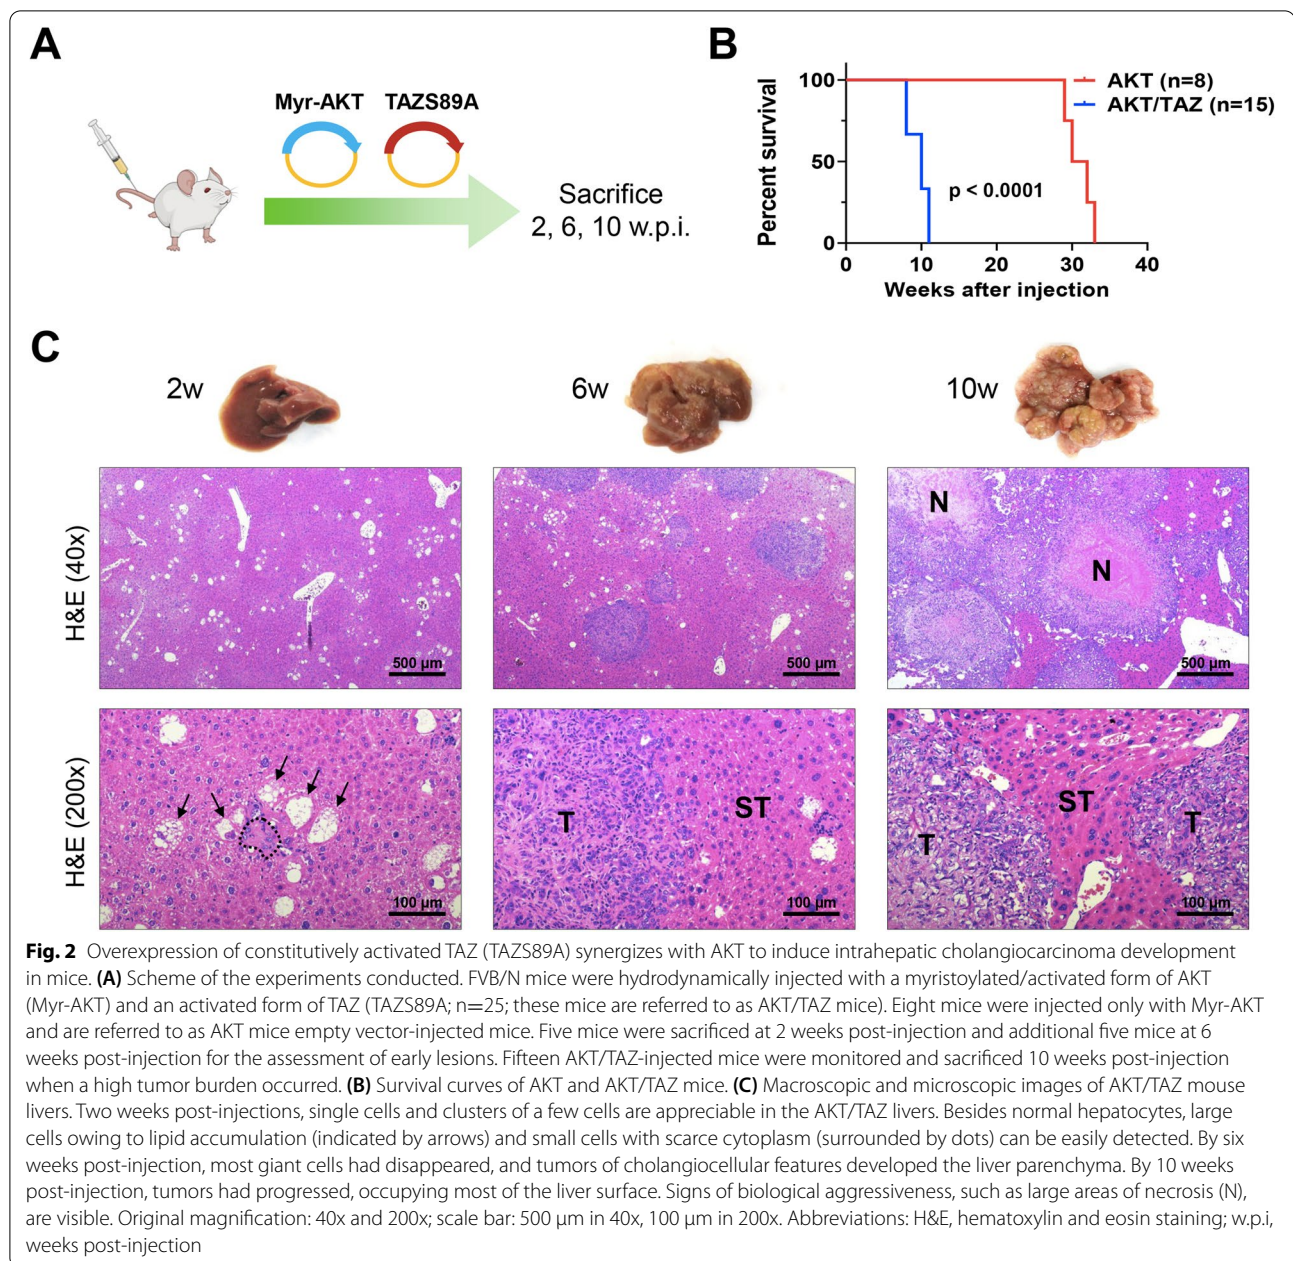 A
Myr-AKT
TAZS89A
Sacrifice
2, 6, 10 w.p.i.
B
Percent survival
100
50
0
0
10
20
30
40
Weeks after injection
AKT (n=8)
AKT/TAZ (n=15)
p < 0.0001
C
2w
6w
10w
H&E (40x)
500 µm
500 µm
N
N
500 µm
H&E (200x)
100 µm
T
ST
100 µm
T
ST
T
100 µm
Fig. 2 Overexpression of constitutively activated TAZ (TAZS89A) synergizes with AKT to induce intrahepatic cholangiocarcinoma development
in mice. (A) Scheme of the experiments conducted. FVB/N mice were hydrodynamically injected with a myristoylated/activated form of AKT
(Myr-AKT) and an activated form of TAZ (TAZS89A; n=25; these mice are referred to as AKT/TAZ mice). Eight mice were injected only with Myr-AKT
and are referred to as AKT mice empty vector-injected mice. Five mice were sacrificed at 2 weeks post-injection and additional five mice at 6
weeks post-injection for the assessment of early lesions. Fifteen AKT/TAZ-injected mice were monitored and sacrificed 10 weeks post-injection
when a high tumor burden occurred. (B) Survival curves of AKT and AKT/TAZ mice. (C) Macroscopic and microscopic images of AKT/TAZ mouse
livers. Two weeks post-injections, single cells and clusters of a few cells are appreciable in the AKT/TAZ livers. Besides normal hepatocytes, large
cells owing to lipid accumulation (indicated by arrows) and small cells with scarce cytoplasm (surrounded by dots) can be easily detected. By six
weeks post-injection, most giant cells had disappeared, and tumors of cholangiocellular features developed the liver parenchyma. By 10 weeks
post-injection, tumors had progressed, occupying most of the liver surface. Signs of biological aggressiveness, such as large areas of necrosis (N),
are visible. Original magnification: 40x and 200x; scale bar: 500 µm in 40x, 100 µm in 200x. Abbreviations: H&E, hematoxylin and eosin staining; w.p.i,
weeks post-injection